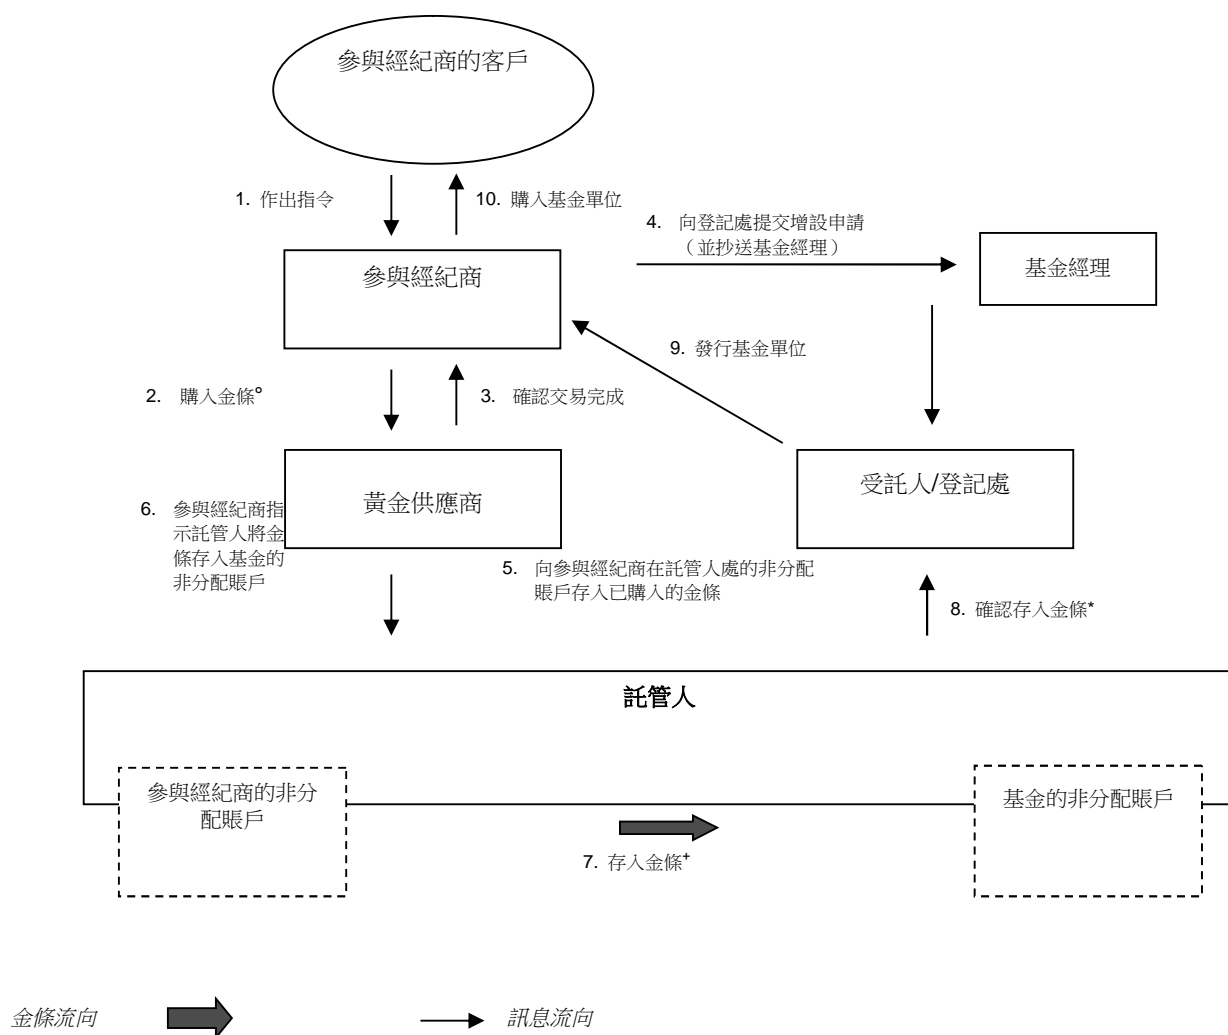 參與經紀商的客戶
1. 作出指令
10. 購入基金單位
4. 向登記處提交增設申請
（並抄送基金經理）
參與經紀商
基金經理
9. 發行基金單位
2. 購入金條°
3. 確認交易完成
黃金供應商
受託人/登記處
6. 參與經紀商指
示託管人將金
條存入基金的
非分配賬戶
5. 向參與經紀商在託管人處的非分配
賬戶存入已購入的金條
8. 確認存入金條*
託管人
參與經紀商的非分
配賬戶
基金的非分配賬戶
7. 存入金條+
金條流向
訊息流向